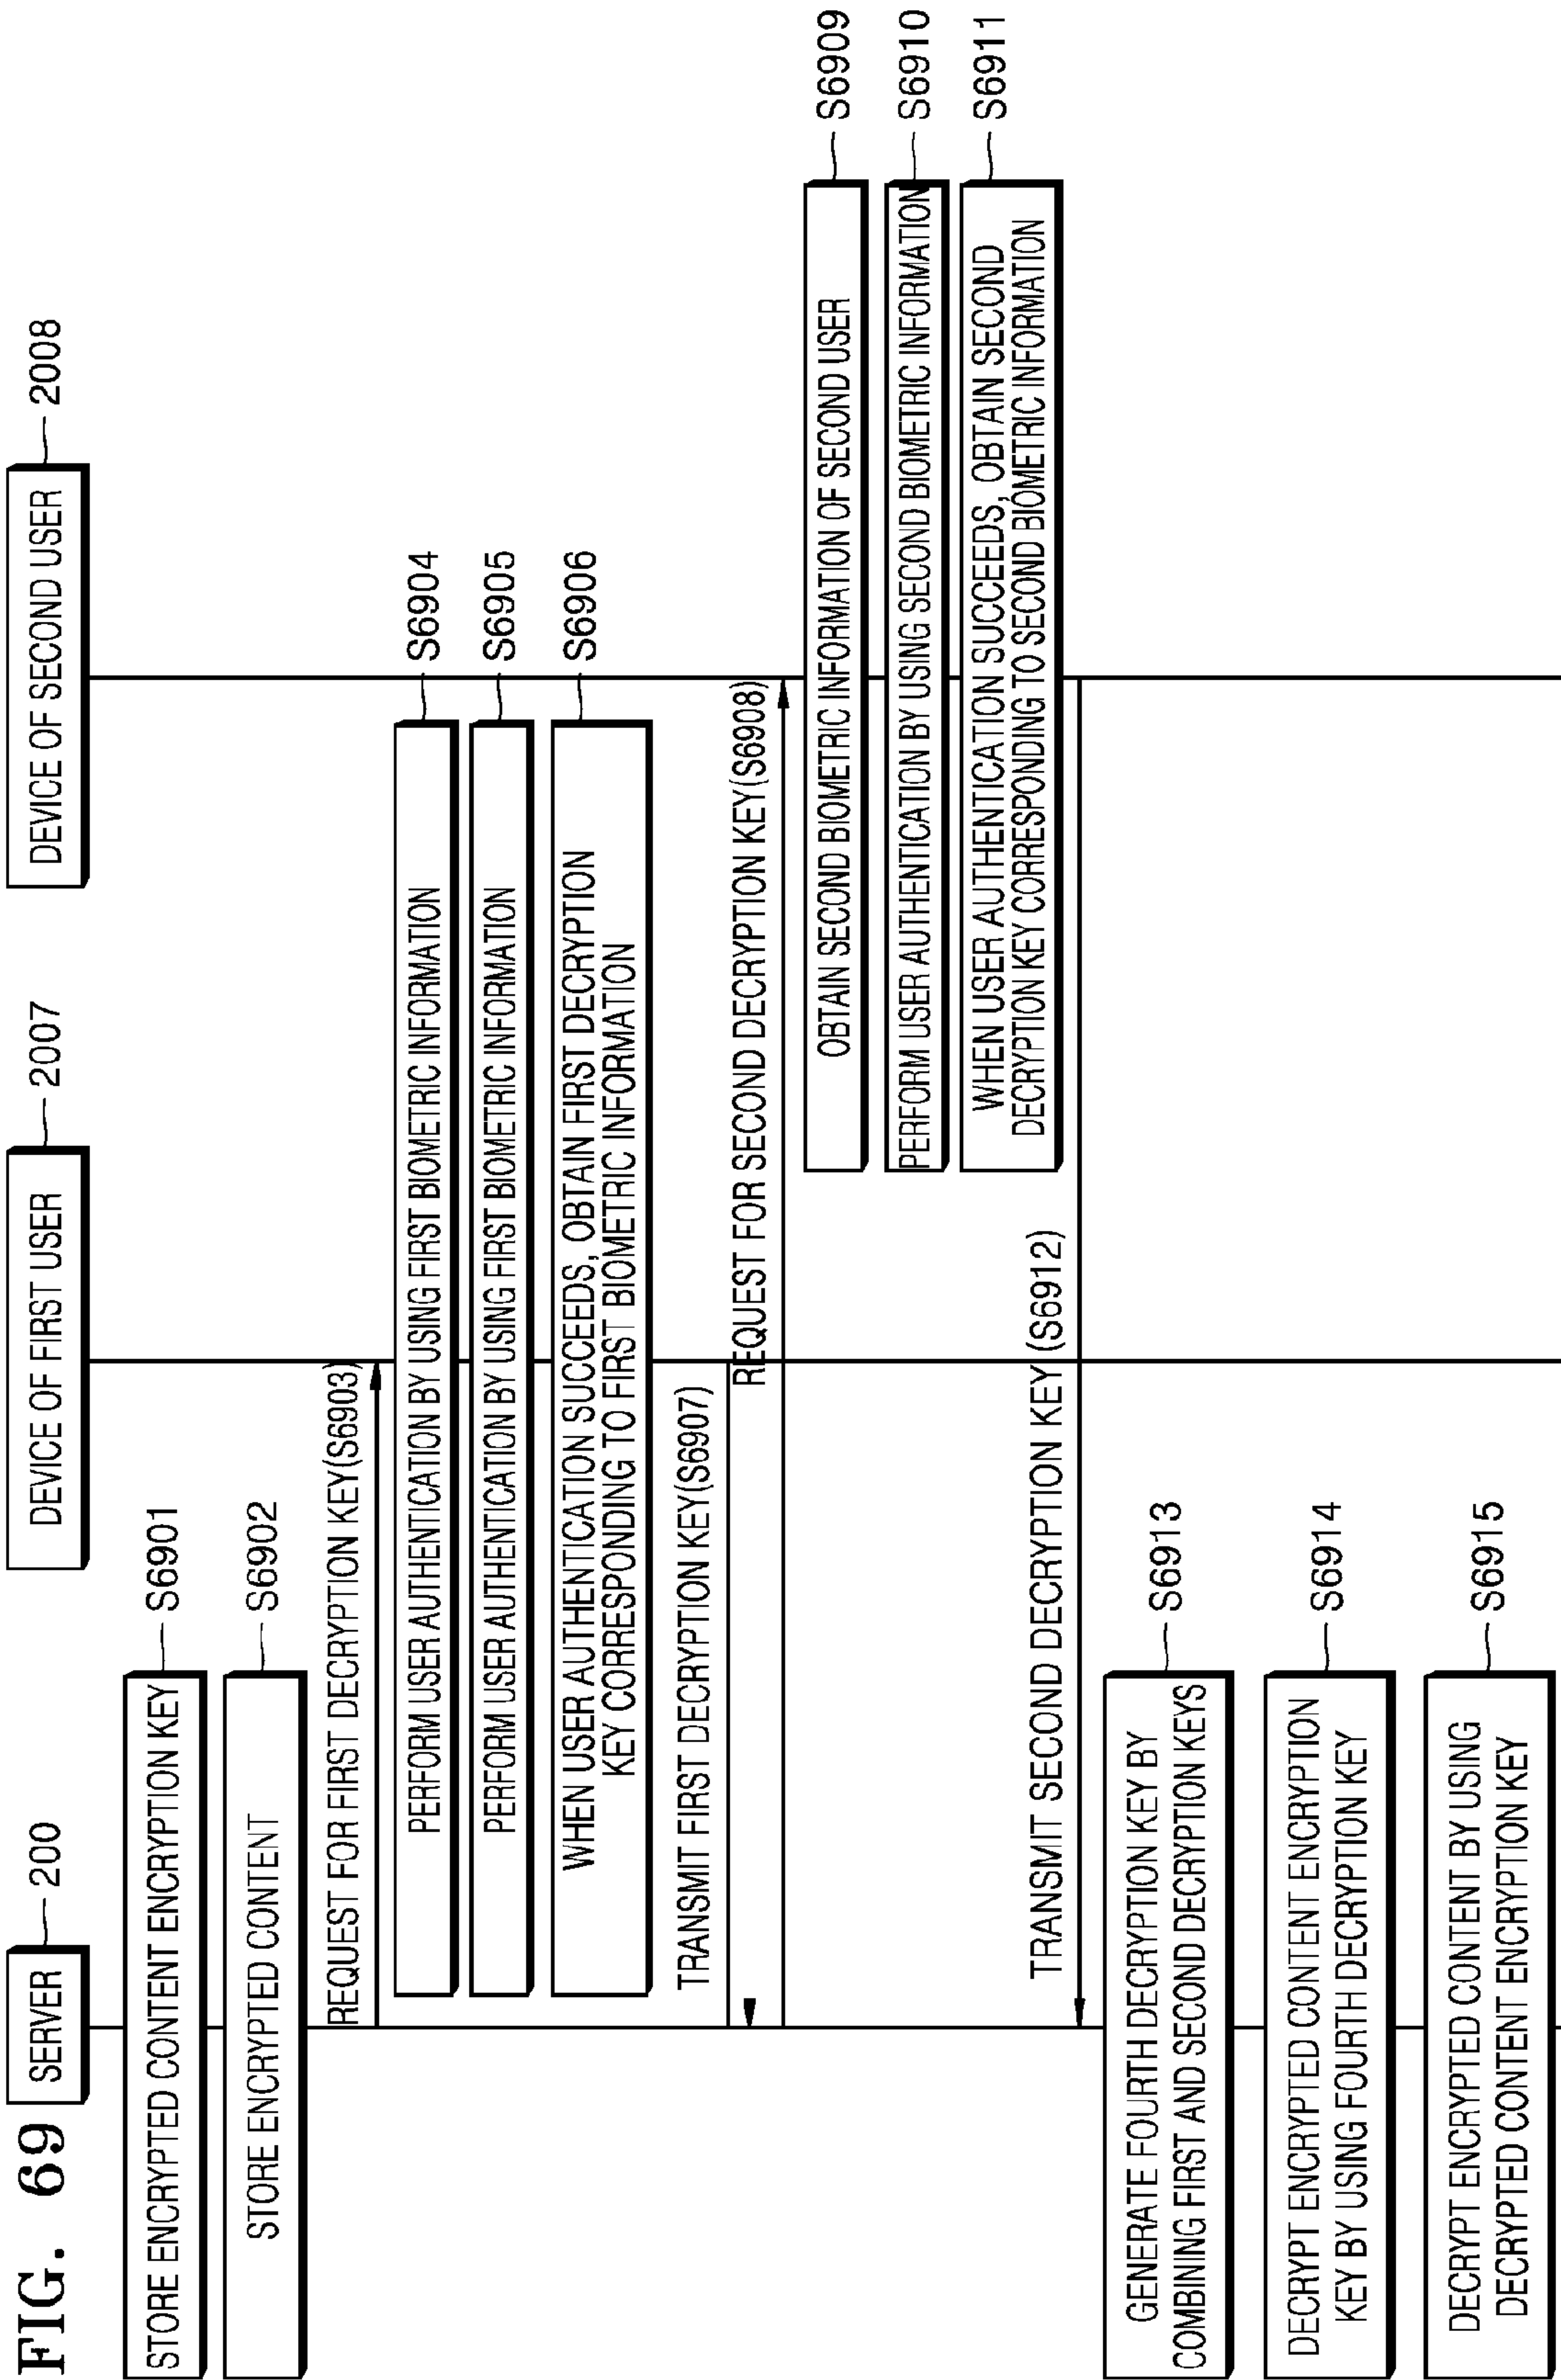 FIG. 69
SERVER
200
DEVICE OF FIRST USER
2007
DEVICE OF SECOND USER
2008
STORE ENCRYPTED CONTENT ENCRYPTION KEY
S6901
STORE ENCRYPTED CONTENT
S6902
REQUEST FOR FIRST DECRYPTION KEY(S6903)
PERFORM USER AUTHENTICATION BY USING FIRST BIOMETRIC INFORMATION
S6904
PERFORM USER AUTHENTICATION BY USING FIRST BIOMETRIC INFORMATION
S6905
WHEN USER AUTHENTICATION SUCCEEDS, OBTAIN FIRST DECRYPTION
KEY CORRESPONDING TO FIRST BIOMETRIC INFORMATION
S6906
TRANSMIT FIRST DECRYPTION KEY(S6907)
REQUEST FOR SECOND DECRYPTION KEY(S6908)
OBTAIN SECOND BIOMETRIC INFORMATION OF SECOND USER
S6909
PERFORM USER AUTHENTICATION BY USING SECOND BIOMETRIC INFORMATION
S6910
WHEN USER AUTHENTICATION SUCCEEDS, OBTAIN SECOND
DECRYPTION KEY CORRESPONDING TO SECOND BIOMETRIC INFORMATION
S6911
TRANSMIT SECOND DECRYPTION KEY (S6912)
GENERATE FOURTH DECRYPTION KEY BY
COMBINING FIRST AND SECOND DECRYPTION KEYS
S6913
DECRYPT ENCRYPTED CONTENT ENCRYPTION
KEY BY USING FOURTH DECRYPTION KEY
S6914
DECRYPT ENCRYPTED CONTENT BY USING
DECRYPTED CONTENT ENCRYPTION KEY
S6915